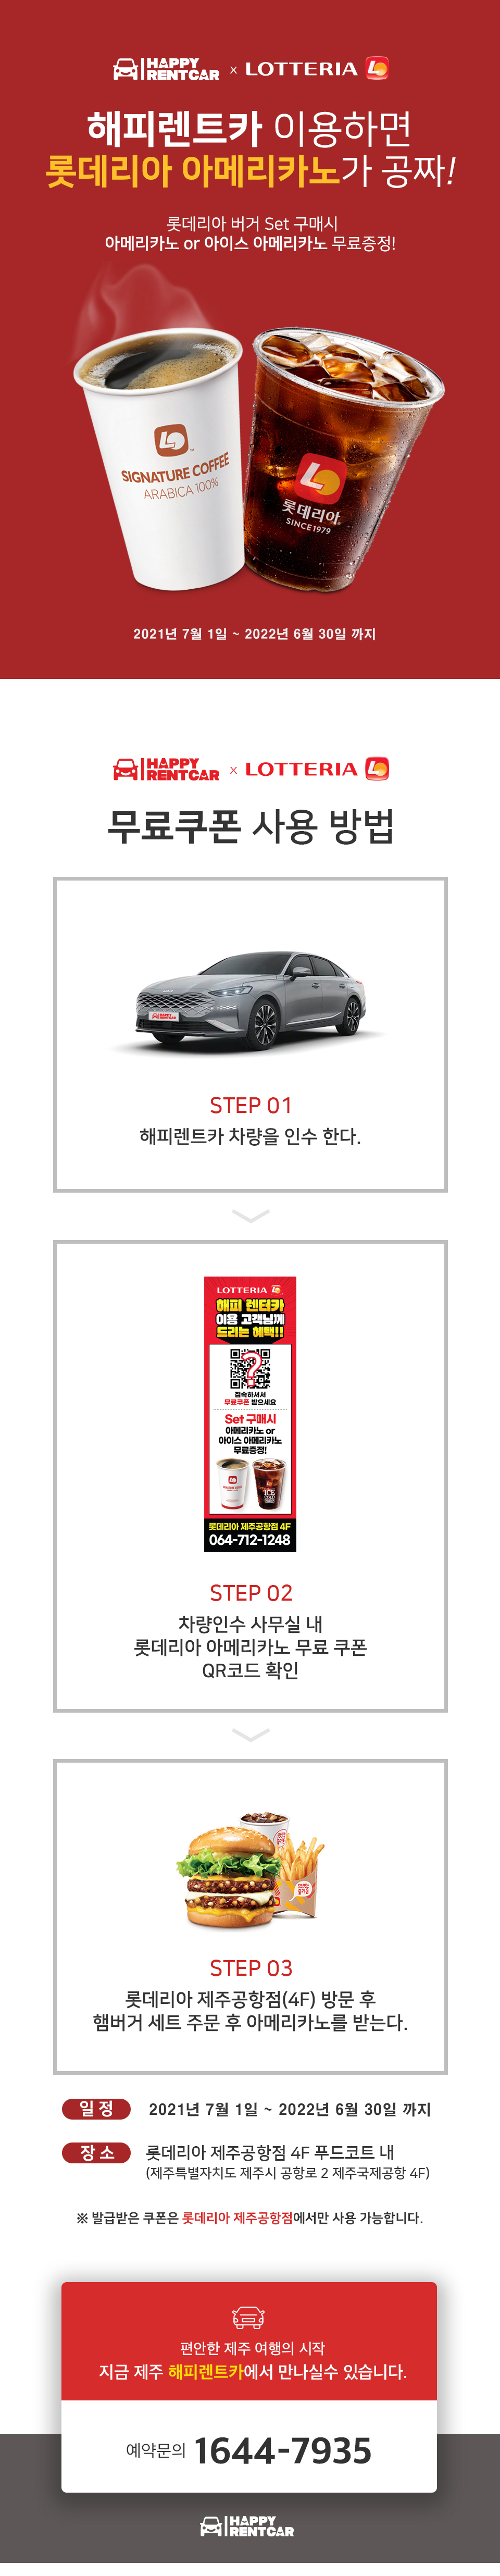 HAPPY RENTCAR x LOTTERIA
해피렌트카 이용하면
롯데리아 아메리카노가 공짜!
롯데리아 버거 Set 구매시
아메리카노 or 아이스 아메리카노 무료증정!
SIGNATURE COFFEE
ARABICA 100%
롯데리아
SINCE 1979
2021년 7월 1일 ~ 2022년 6월 30일 까지
HAPPY RENTCAR x LOTTERIA
무료쿠폰 사용 방법
HAPPY RENTCAR
STEP 01
해피렌트카 차량을 인수 한다.
LOTTERIA
해피 렌터카
이용 고객님께
드리는 혜택!!
?
접속하셔서
무료쿠폰 받으세요
Set 구매시
아메리카노 or
아이스 아메리카노
무료증정!
롯데리아 제주공항점 4F
064-712-1248
STEP 02
차량인수 사무실 내
롯데리아 아메리카노 무료 쿠폰
QR코드 확인
STEP 03
롯데리아 제주공항점(4F) 방문 후
햄버거 세트 주문 후 아메리카노를 받는다.
일 정 2021년 7월 1일 ~ 2022년 6월 30일 까지
장 소 롯데리아 제주공항점 4F 푸드코트 내
(제주특별자치도 제주시 공항로 2 제주국제공항 4F)
※ 발급받은 쿠폰은 롯데리아 제주공항점에서만 사용 가능합니다.
편안한 제주 여행의 시작
지금 제주 해피렌트카에서 만나실수 있습니다.
예약문의 1644-7935
HAPPY RENTCAR